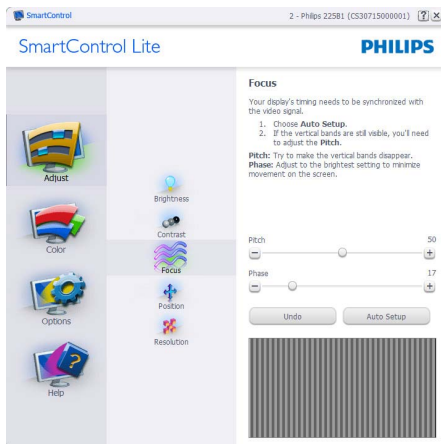 SmartControl
2 - Philips 225B1 (CS30715000001)
SmartControl Lite
PHILIPS
Adjust
Color
Options
Help
Brightness
Contrast
Focus
Position
Resolution
Focus
Your display's timing needs to be synchronized with
the video signal.
1. Choose Auto Setup.
2. If the vertical bands are still visible, you'll need
to adjust the Pitch.
Pitch: Try to make the vertical bands disappear.
Phase: Adjust to the brightest setting to minimize
movement on the screen.
Pitch 50
Phase 17
Undo
Auto Setup